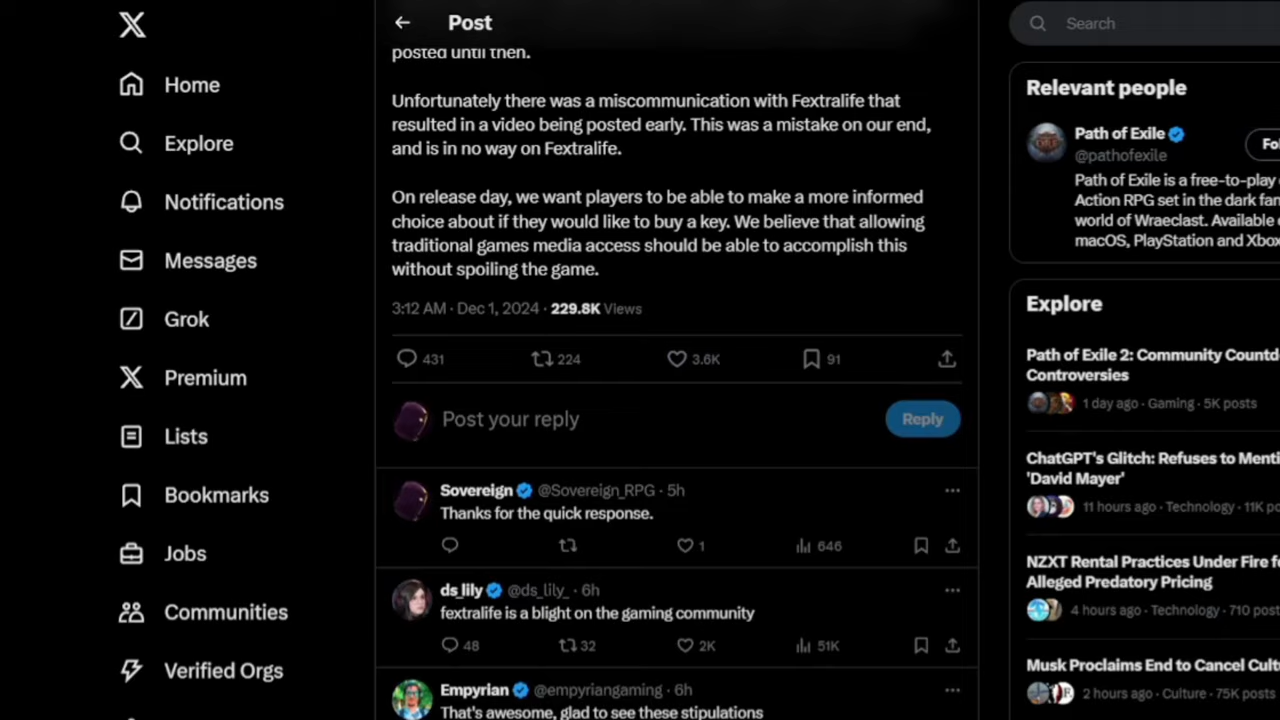 Post
Search
Home
Explore
Notifications
Messages
Grok
Premium
Lists
Bookmarks
Jobs
Communities
Verified Orgs
posted until then.
Unfortunately there was a miscommunication with Fextralife that
resulted in a video being posted early. This was a mistake on our end,
and is in no way on Fextralife.
On release day, we want players to be able to make a more informed
choice about if they would like to buy a key. We believe that allowing
traditional games media access should be able to accomplish this
without spoiling the game.
3:12 AM · Dec 1, 2024 · 229.8K Views
431 224 3.6K 91
Post your reply
Reply
Sovereign @Sovereign_RPG · 5h
Thanks for the quick response.
1 646
ds_lily @ds_lily_ · 6h
fextralife is a blight on the gaming community
48 32 2K 51K
Empyrian @empyriangaming · 6h
That's awesome, glad to see these stipulations
Relevant people
Path of Exile
@pathofexile
Fo
Path of Exile is a free-to-play
Action RPG set in the dark fan
world of Wraeclast. Available
macOS, PlayStation and Xbox
Explore
Path of Exile 2: Community Countd
Controversies
1 day ago · Gaming · 5K posts
ChatGPT's Glitch: Refuses to Menti
'David Mayer'
11 hours ago · Technology · 11K po
NZXT Rental Practices Under Fire f
Alleged Predatory Pricing
4 hours ago · Technology · 710 post
Musk Proclaims End to Cancel Cult
2 hours ago · Culture · 75K posts